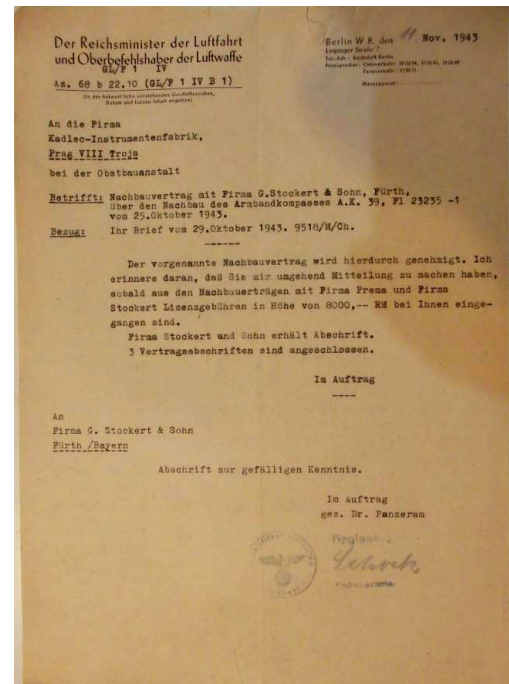 Der Reichsminister der Luftfahrt
und Oberbefehlshaber der Luftwaffe
GL/F 1 IV
Az. 68 b 22.10 (GL/F 1 IV B 1)
Berlin W 8, den 11. Nov. 1943
Leipziger Straße 7
An die Firma
Kadlec-Instrumentenfabrik,
Prag VIII Troja
bei der Obstbauanstalt
Betrifft: Nachbauvertrag mit Firma G.Stockert & Sohn, Fürth,
über den Nachbau des Armbandkompasses A.K. 39, Fl 23235 -1
vom 25.Oktober 1943.
Bezug: Ihr Brief vom 29.Oktober 1943. 9518/M/Ch.
Der vorgenannte Nachbauvertrag wird hierdurch genehmigt. Ich
erinnere daran, daß Sie mir umgehend Mitteilung zu machen haben,
sobald aus den Nachbauerträgen mit Firma Prema und Firma
Stockert Lizenzgebühren in Höhe von 8000,-- RM bei Ihnen einge-
gangen sind.
Firma Stockert und Sohn erhält Abschrift.
3 Vertragsabschriften sind angeschlossen.
Im Auftrag
An
Firma G. Stockert & Sohn
Fürth /Bayern
Abschrift zur gefälligen Kenntnis.
Im Auftrag
gez. Dr. Panzeram